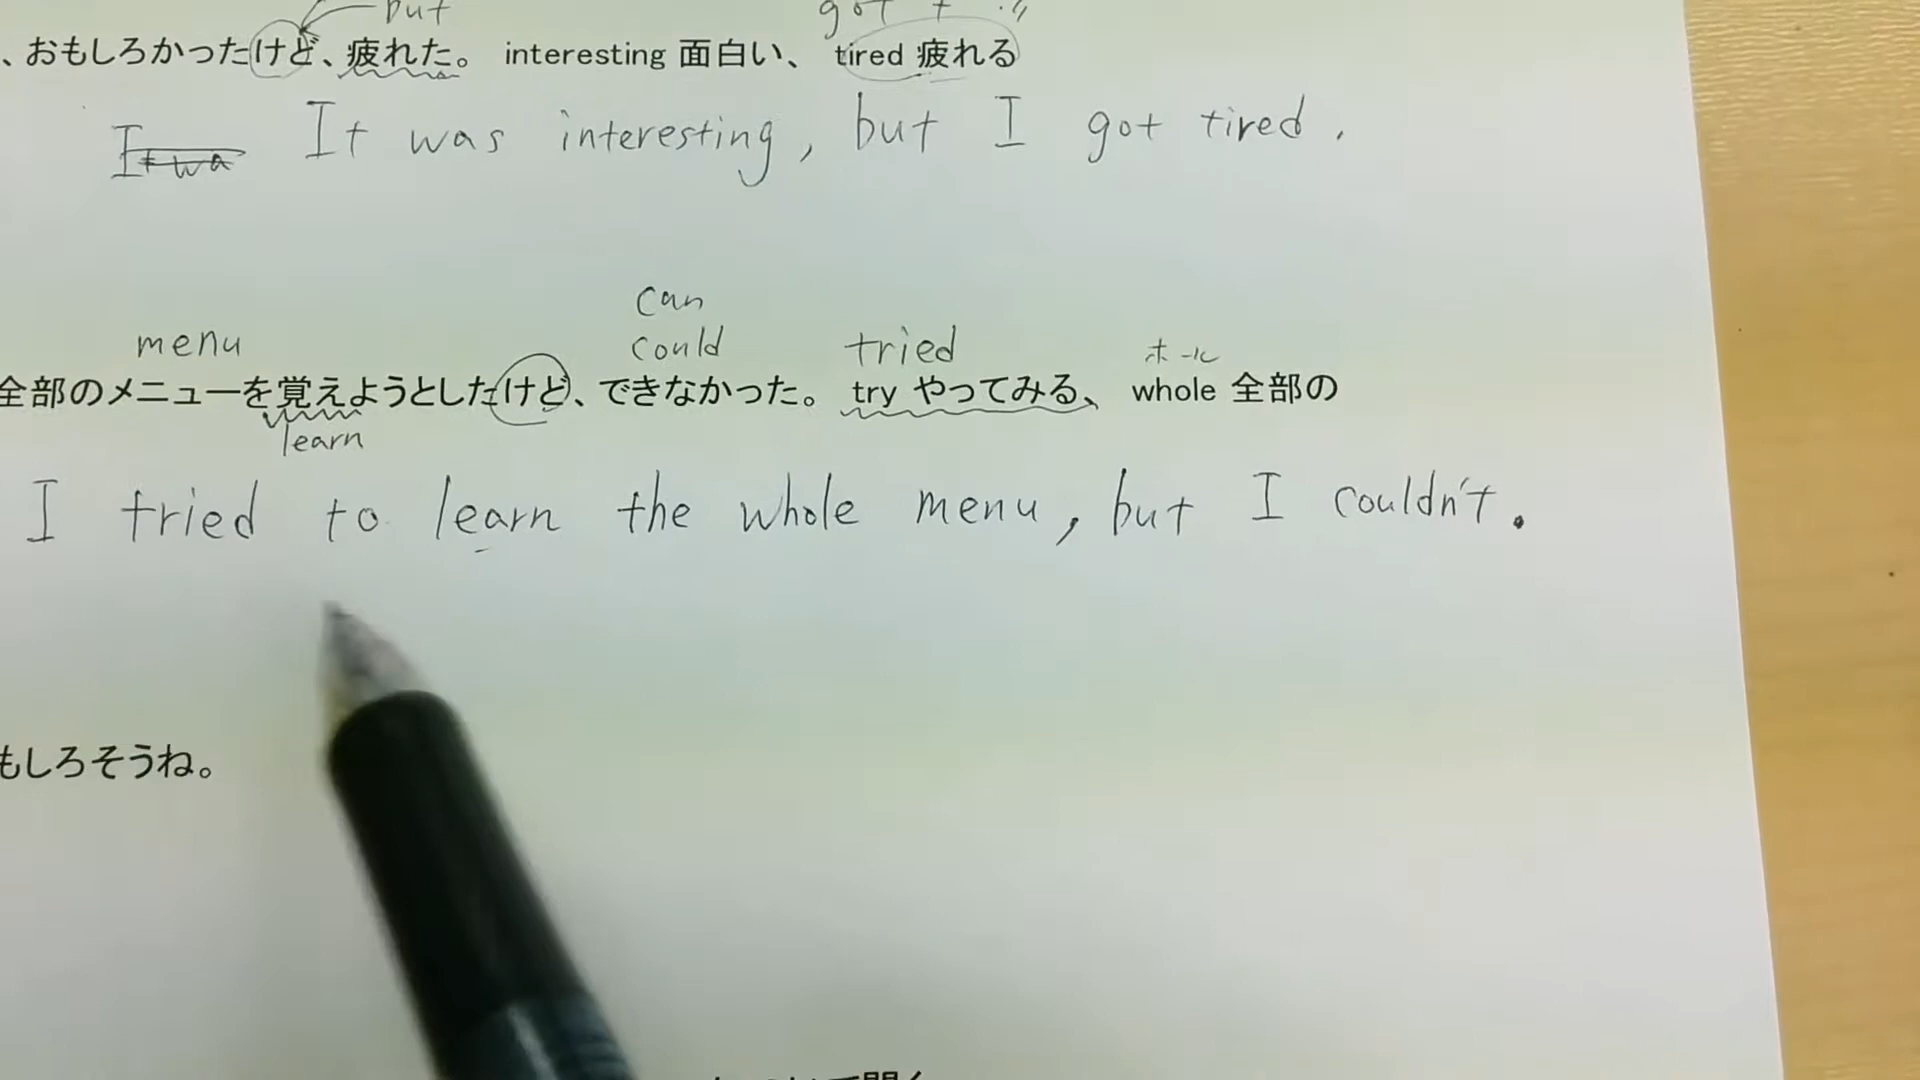 but
got + 
、おもしろかったけど、疲れた。 interesting 面白い、 tired 疲れる
It wa It was interesting, but I got tired.
can
menu could tried ホール
全部のメニューを覚えようとしたけど、できなかった。 try やってみる、 whole 全部の
learn
I tried to learn the whole menu, but I couldn't.
もしろそうね。